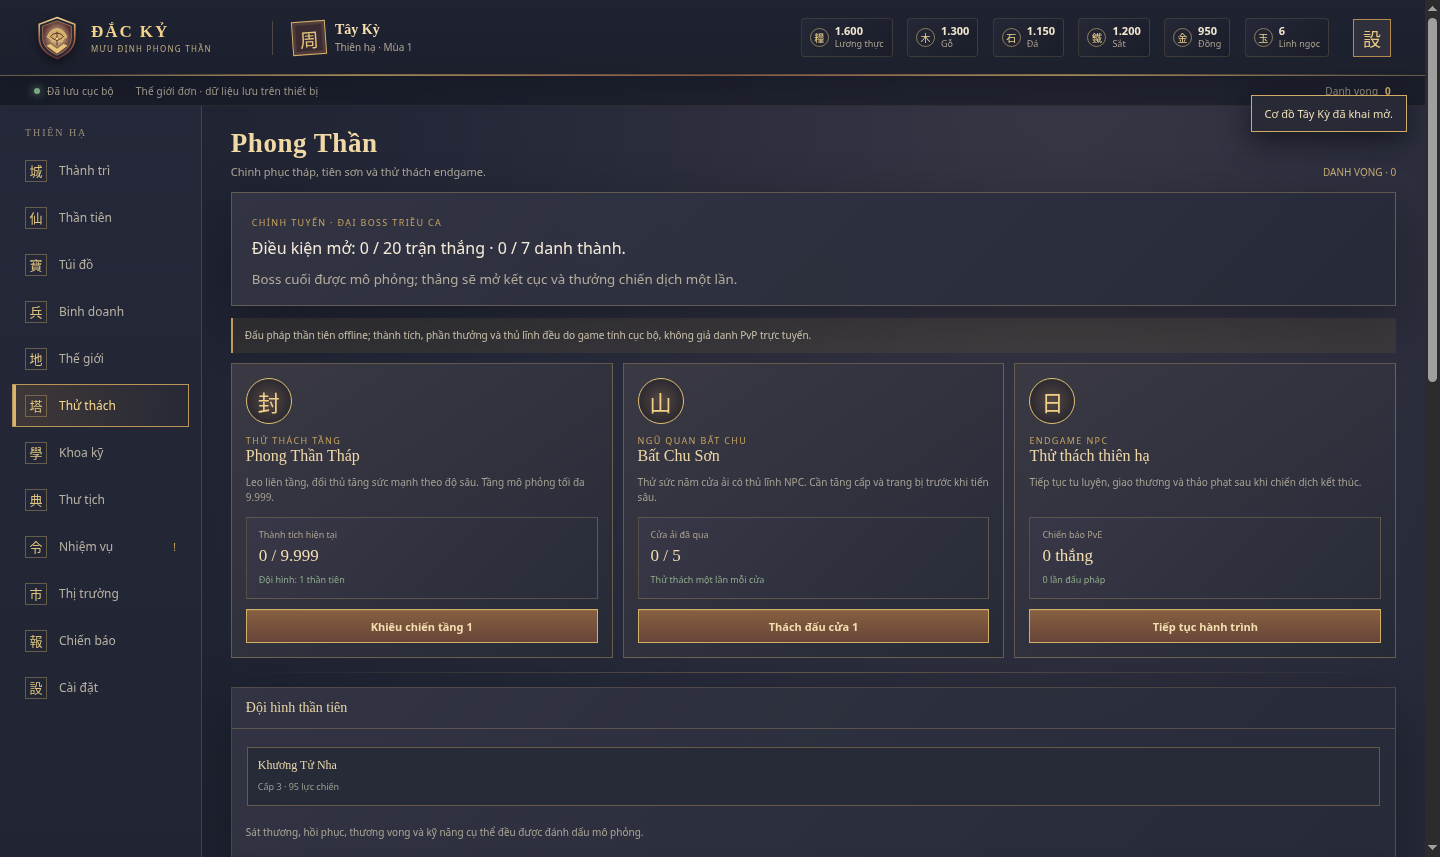 ĐẮC KỶ
MƯU ĐỊNH PHONG THẦN
周
Tây Kỳ
Thiên hạ · Mùa 1
糧
1.600
Lương thực
木
1.300
Gỗ
石
1.150
Đá
鐵
1.200
Sắt
金
950
Đồng
玉
6
Linh ngọc
設
Đã lưu cục bộ
Thế giới đơn · dữ liệu lưu trên thiết bị
Danh vọng 0
Cơ đồ Tây Kỳ đã khai mở.
THIÊN HẠ
城 Thành trì
仙 Thần tiên
寶 Túi đồ
兵 Binh doanh
地 Thế giới
塔 Thử thách
學 Khoa kỹ
典 Thư tịch
令 Nhiệm vụ !
市 Thị trường
報 Chiến báo
設 Cài đặt
Phong Thần
Chinh phục tháp, tiên sơn và thử thách endgame.
DANH VỌNG · 0
CHÍNH TUYẾN · ĐẠI BOSS TRIỀU CA
Điều kiện mở: 0 / 20 trận thắng · 0 / 7 danh thành.
Boss cuối được mô phỏng; thắng sẽ mở kết cục và thưởng chiến dịch một lần.
Đấu pháp thần tiên offline; thành tích, phần thưởng và thủ lĩnh đều do game tính cục bộ, không giả danh PvP trực tuyến.
封
THỬ THÁCH TẦNG
Phong Thần Tháp
Leo liên tầng, đối thủ tăng sức mạnh theo độ sâu. Tầng mô phỏng tối đa
9.999.
Thành tích hiện tại
0 / 9.999
Đội hình: 1 thần tiên
Khiêu chiến tầng 1
山
NGŨ QUAN BẤT CHU
Bất Chu Sơn
Thử sức năm cửa ải có thủ lĩnh NPC. Cần tăng cấp và trang bị trước khi tiến
sâu.
Cửa ải đã qua
0 / 5
Thử thách một lần mỗi cửa
Thách đấu cửa 1
日
ENDGAME NPC
Thử thách thiên hạ
Tiếp tục tu luyện, giao thương và thảo phạt sau khi chiến dịch kết thúc.
Chiến báo PvE
0 thắng
0 lần đấu pháp
Tiếp tục hành trình
Đội hình thần tiên
Khương Tử Nha
Cấp 3 · 95 lực chiến
Sát thương, hồi phục, thương vong và kỹ năng cụ thể đều được đánh dấu mô phỏng.